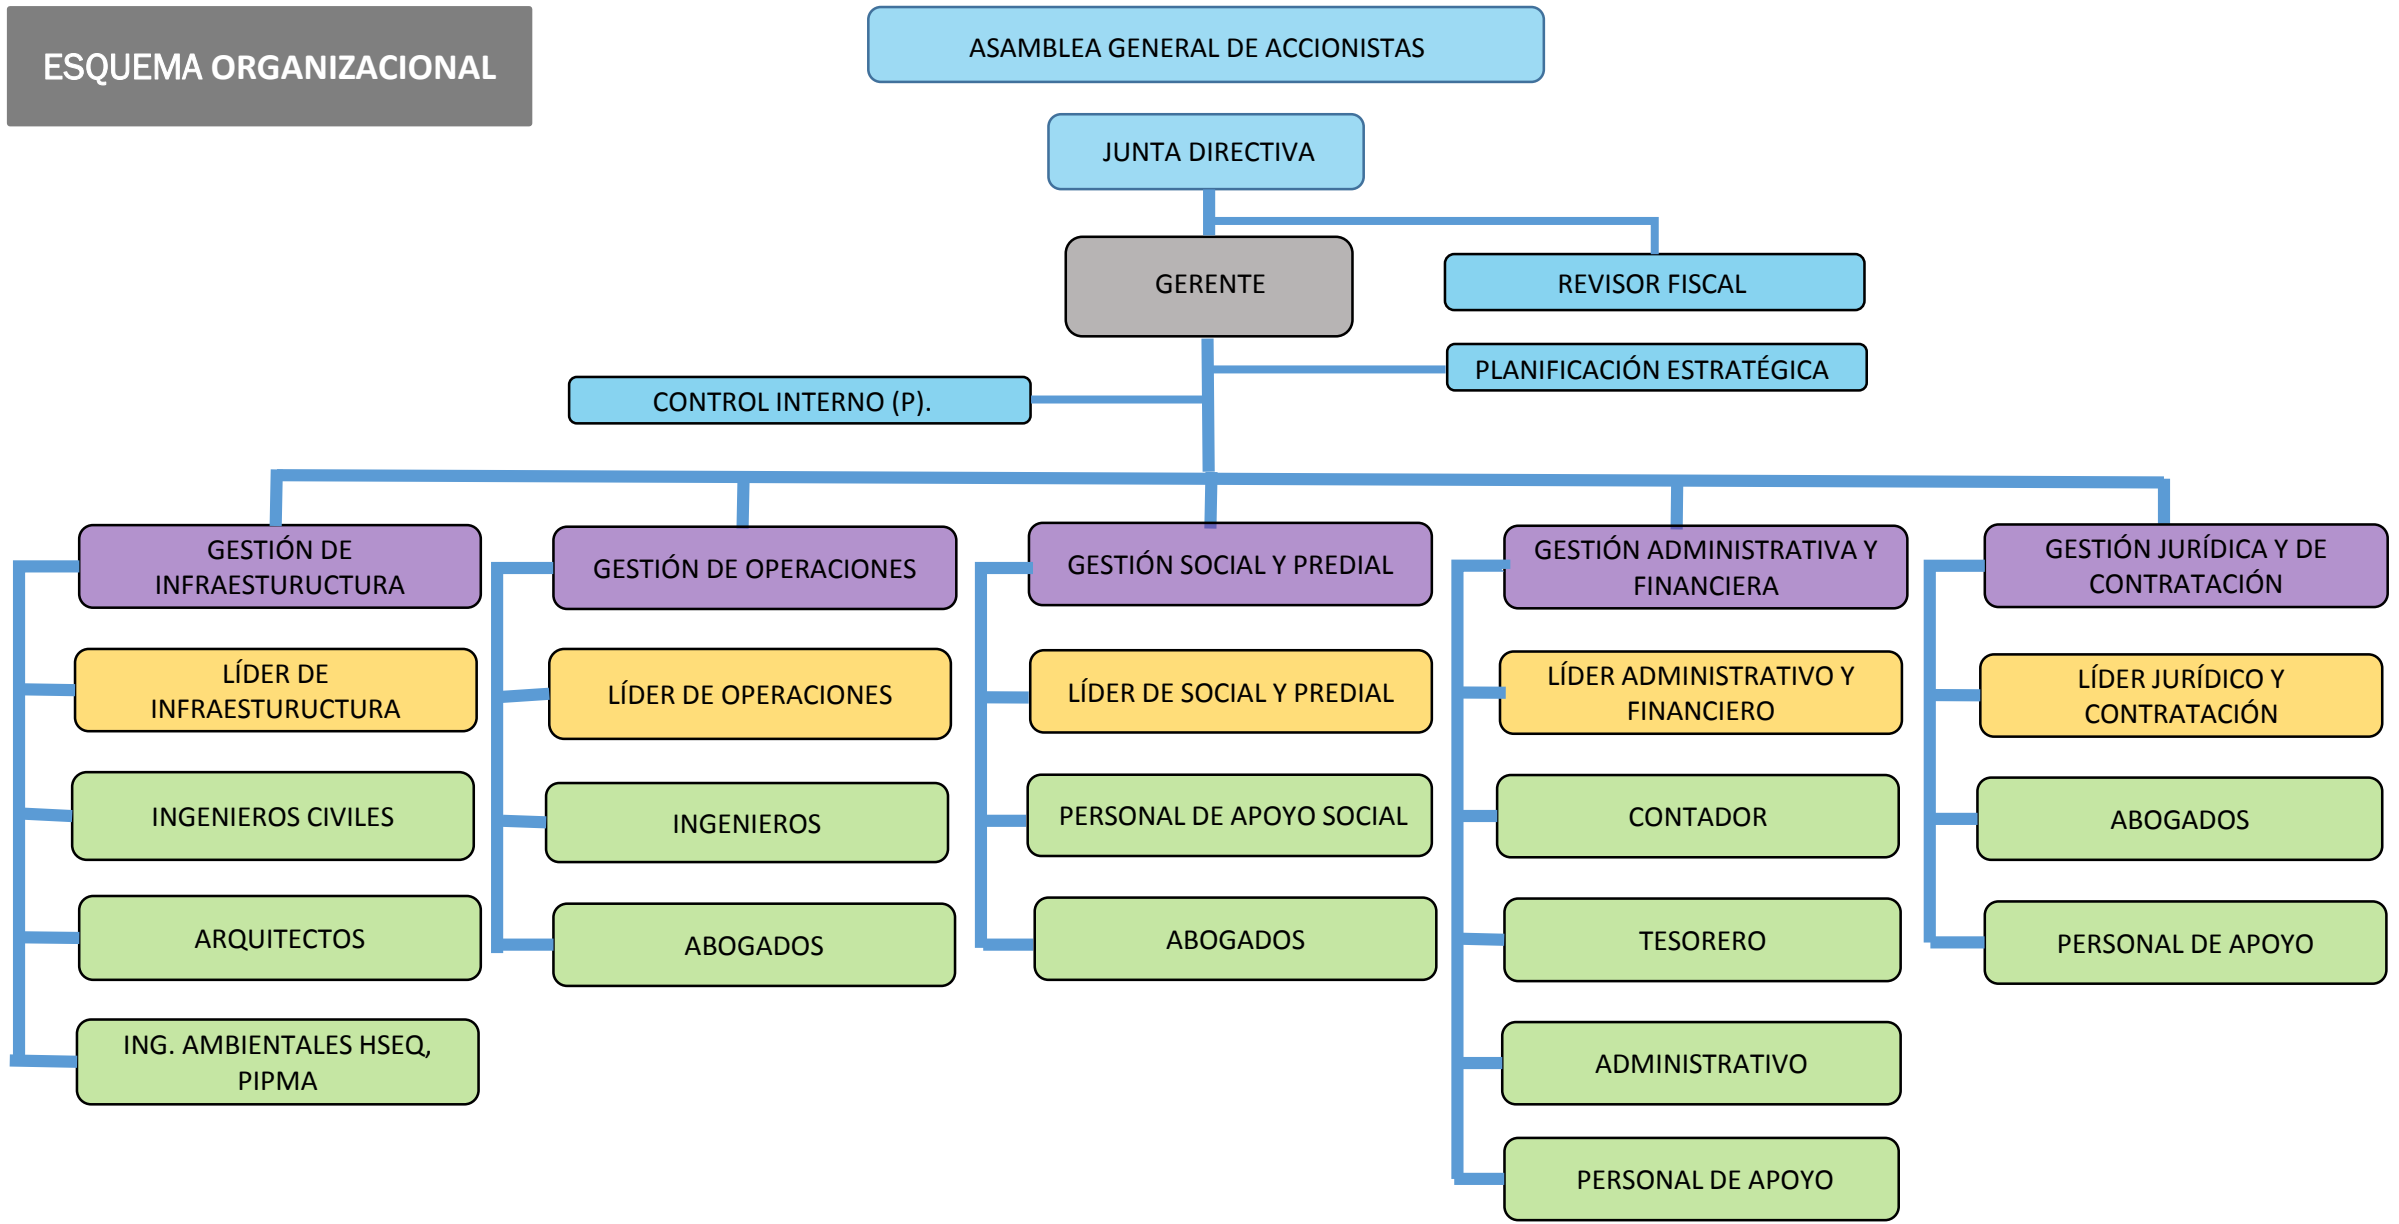 ESQUEMA ORGANIZACIONAL
ASAMBLEA GENERAL DE ACCIONISTAS
JUNTA DIRECTIVA
GERENTE
REVISOR FISCAL
PLANIFICACIÓN ESTRATÉGICA
CONTROL INTERNO (P).
GESTIÓN DE
INFRAESTURUCTURA
LÍDER DE
INFRAESTURUCTURA
INGENIEROS CIVILES
ARQUITECTOS
ING. AMBIENTALES HSEQ,
PIPMA
GESTIÓN DE OPERACIONES
LÍDER DE OPERACIONES
INGENIEROS
ABOGADOS
GESTIÓN SOCIAL Y PREDIAL
LÍDER DE SOCIAL Y PREDIAL
PERSONAL DE APOYO SOCIAL
ABOGADOS
GESTIÓN ADMINISTRATIVA Y
FINANCIERA
LÍDER ADMINISTRATIVO Y
FINANCIERO
CONTADOR
TESORERO
ADMINISTRATIVO
PERSONAL DE APOYO
GESTIÓN JURÍDICA Y DE
CONTRATACIÓN
LÍDER JURÍDICO Y
CONTRATACIÓN
ABOGADOS
PERSONAL DE APOYO